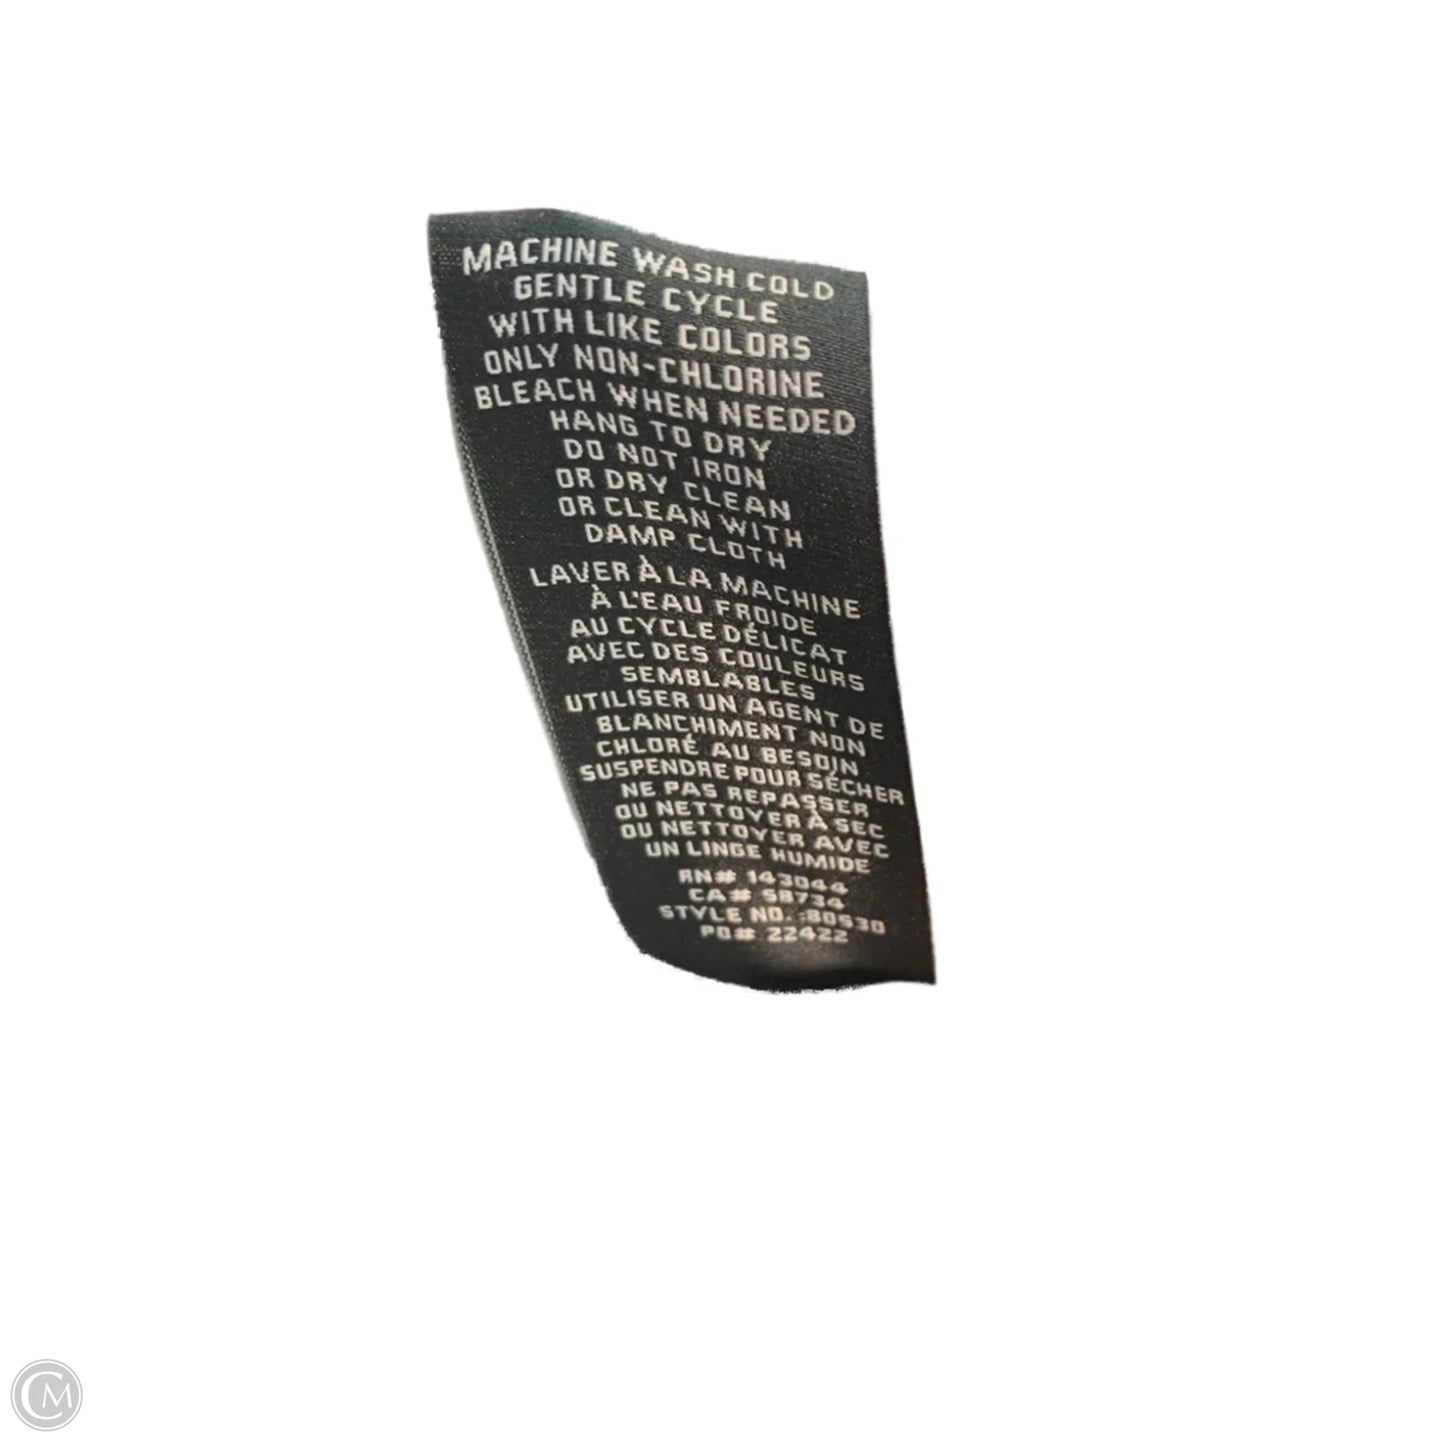 MACHINE WASH COLD
GENTLE CYCLE
WITH LIKE COLORS
ONLY NON-CHLORINE
BLEACH WHEN NEEDED
HANG TO DRY
DO NOT IRON
OR DRY CLEAN
OR CLEAN WITH
DAMP CLOTH
LAVER À LA MACHINE
À L'EAU FROIDE
AU CYCLE DÉLICAT
AVEC DES COULEURS
SEMBLABLES
UTILISER UN AGENT DE
BLANCHIMENT NON
CHLORÉ AU BESOIN
SUSPENDRE POUR SÉCHER
NE PAS REPASSER
OU NETTOYER À SEC
OU NETTOYER AVEC
UN LINGE HUMIDE
RN# 143044
CA# 58734
STYLE NO. :80530
PO# 22422
CM